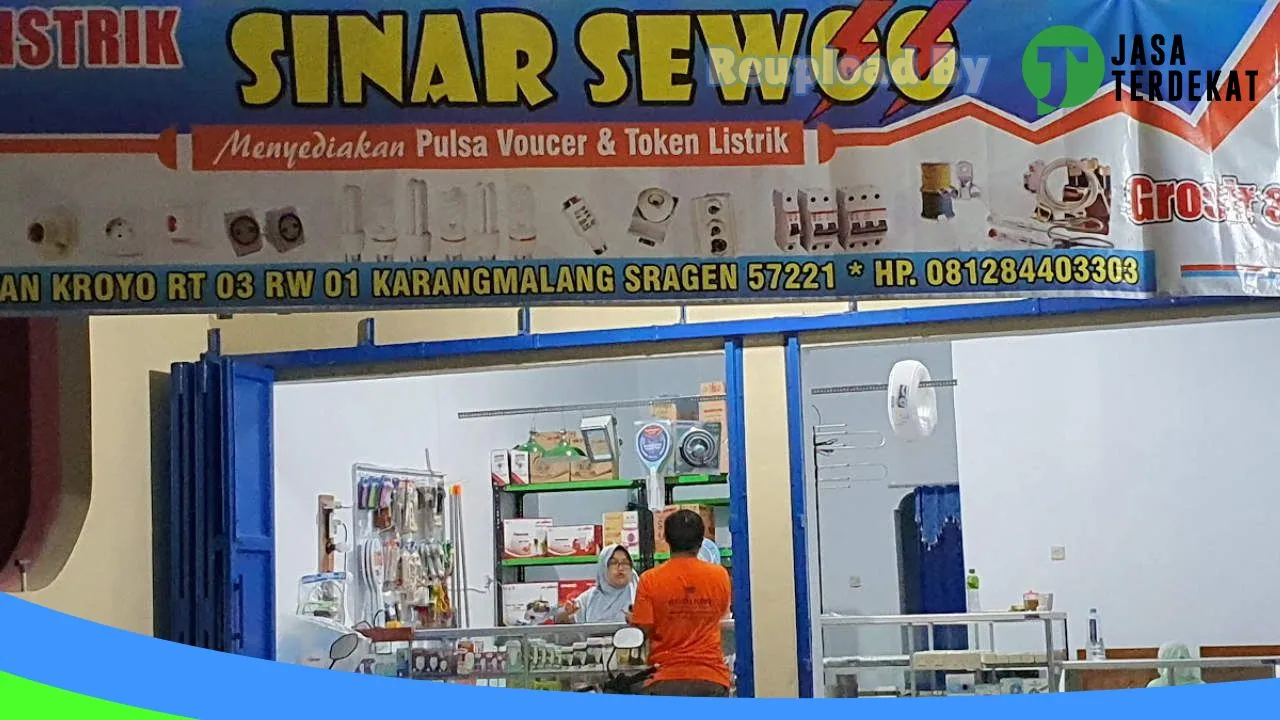 ISTRIK
SINAR SEWOO
Reupload By
JASA
TERDEKAT
Menyediakan Pulsa Voucer & Token Listrik
Grosir
AN KROYO RT 03 RW 01 KARANGMALANG SRAGEN 57221 * HP. 081284403303